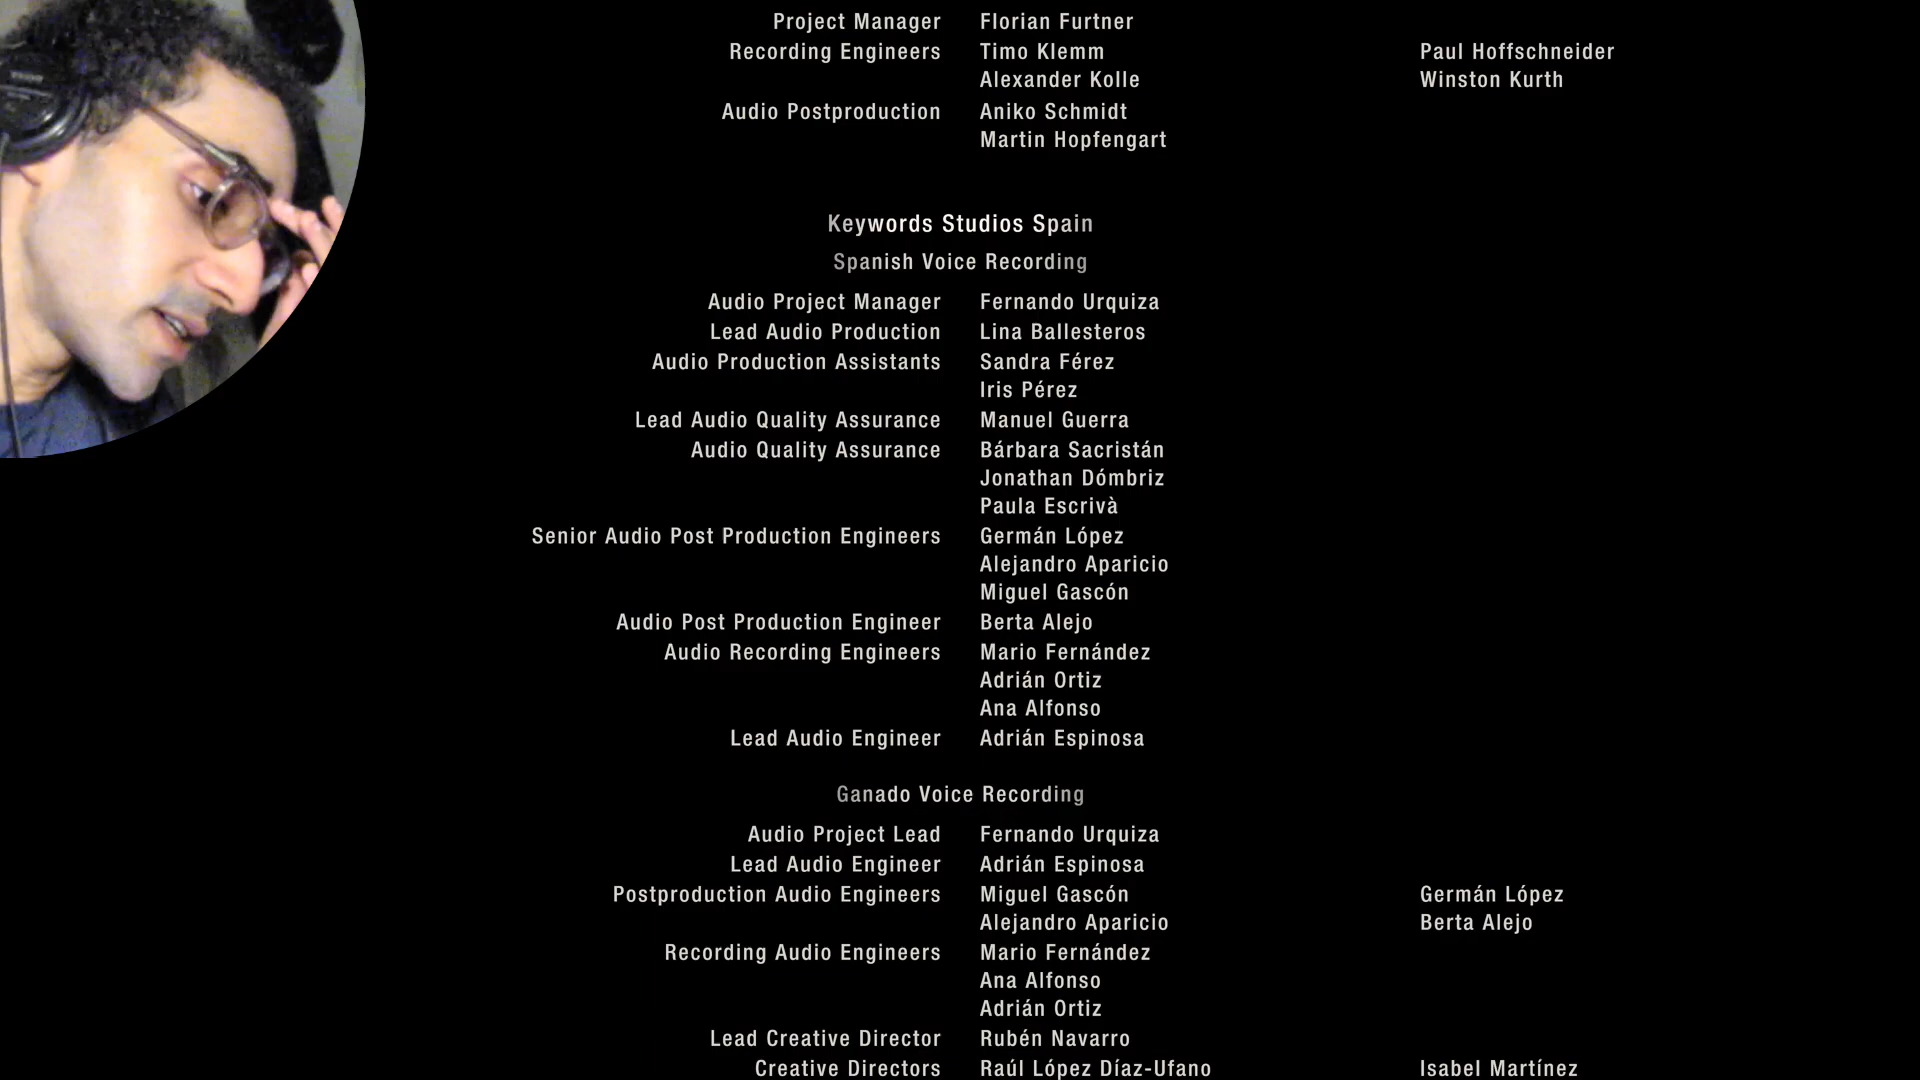 Project Manager Florian Furtner
Recording Engineers Timo Klemm Paul Hoffschneider
Alexander Kolle Winston Kurth
Audio Postproduction Aniko Schmidt
Martin Hopfengart
Keywords Studios Spain
Spanish Voice Recording
Audio Project Manager Fernando Urquiza
Lead Audio Production Lina Ballesteros
Audio Production Assistants Sandra Férez
Iris Pérez
Lead Audio Quality Assurance Manuel Guerra
Audio Quality Assurance Bárbara Sacristán
Jonathan Dómbriz
Paula Escrivà
Senior Audio Post Production Engineers Germán López
Alejandro Aparicio
Miguel Gascón
Audio Post Production Engineer Berta Alejo
Audio Recording Engineers Mario Fernández
Adrián Ortiz
Ana Alfonso
Lead Audio Engineer Adrián Espinosa
Ganado Voice Recording
Audio Project Lead Fernando Urquiza
Lead Audio Engineer Adrián Espinosa
Postproduction Audio Engineers Miguel Gascón Germán López
Alejandro Aparicio Berta Alejo
Recording Audio Engineers Mario Fernández
Ana Alfonso
Adrián Ortiz
Lead Creative Director Rubén Navarro
Creative Directors Raúl López Díaz-Ufano Isabel Martínez